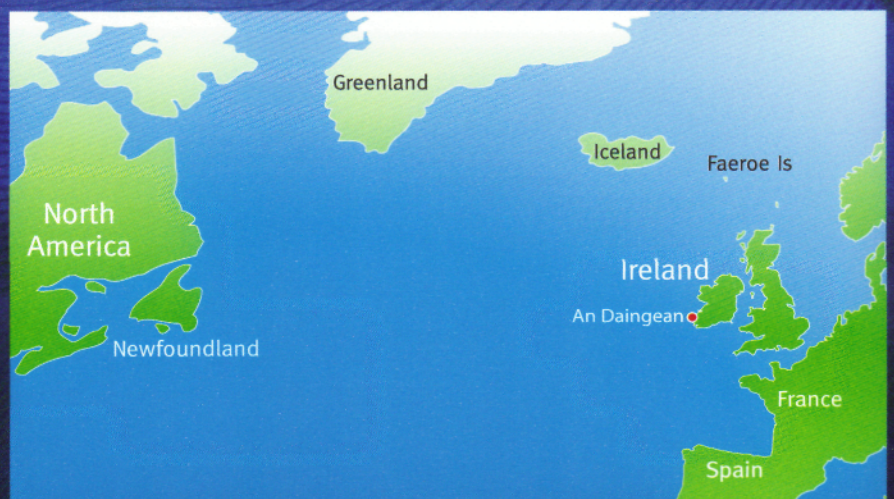 Greenland
Iceland
Faeroe Is
North
America
Ireland
An Daingean
Newfoundland
France
Spain